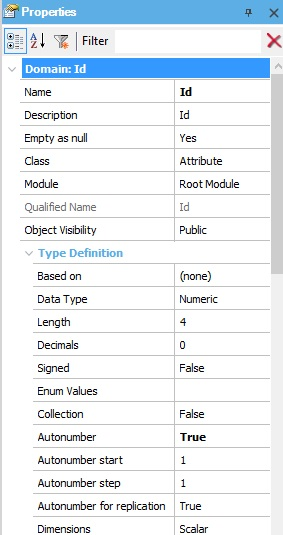 Properties
Filter
Domain: Id
Name Id
Description Id
Empty as null Yes
Class Attribute
Module Root Module
Qualified Name Id
Object Visibility Public
Type Definition
Based on (none)
Data Type Numeric
Length 4
Decimals 0
Signed False
Enum Values
Collection False
Autonumber True
Autonumber start 1
Autonumber step 1
Autonumber for replication True
Dimensions Scalar